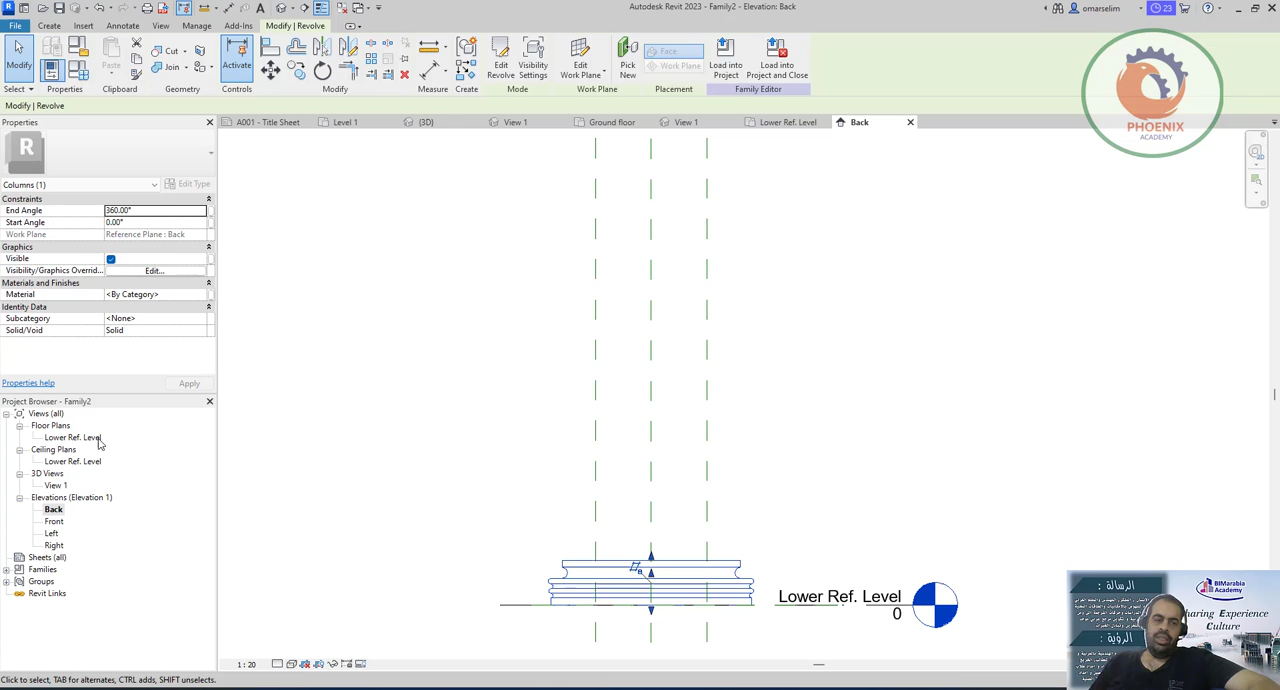 Autodesk Revit 2023 - Family2 - Elevation: Back
omarselim
23
File Create Insert Annotate View Manage Add-Ins Modify | Revolve
Modify
Paste
Cut
Join
Activate
Edit Revolve
Visibility Settings
Edit Work Plane
Pick New
Face
Work Plane
Load into Project
Load into Project and Close
Select Properties Clipboard Geometry Controls Modify Measure Create Mode Work Plane Placement Family Editor
Modify | Revolve
PHOENIX
ACADEMY
Properties
A001 - Title Sheet Level 1 {3D} View 1 Ground floor View 1 Lower Ref. Level Back
R
Columns (1) Edit Type
Constraints
End Angle 360.00°
Start Angle 0.00°
Work Plane Reference Plane : Back
Graphics
Visible
Visibility/Graphics Overrid... Edit...
Materials and Finishes
Material <By Category>
Identity Data
Subcategory <None>
Solid/Void Solid
Properties help Apply
Project Browser - Family2
Views (all)
Floor Plans
Lower Ref. Level
Ceiling Plans
Lower Ref. Level
3D Views
View 1
Elevations (Elevation 1)
Back
Front
Left
Right
Sheets (all)
Families
Groups
Revit Links
Lower Ref. Level
0
1 : 20
الرسالة :
BIMarabia
Academy
haring Experience
Culture
الرؤية :
Click to select, TAB for alternates, CTRL adds, SHIFT unselects.